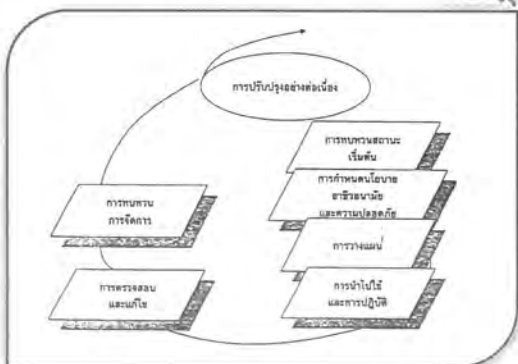 การปรับปรุงอย่างต่อเนื่อง
การทบทวนสถานะ
เริ่มต้น
การกำหนดนโยบาย
อาชีวอนามัย
และความปลอดภัย
การวางแผน
การนำไปใช้
และการปฏิบัติ
การตรวจสอบ
และแก้ไข
การทบทวน
การจัดการ